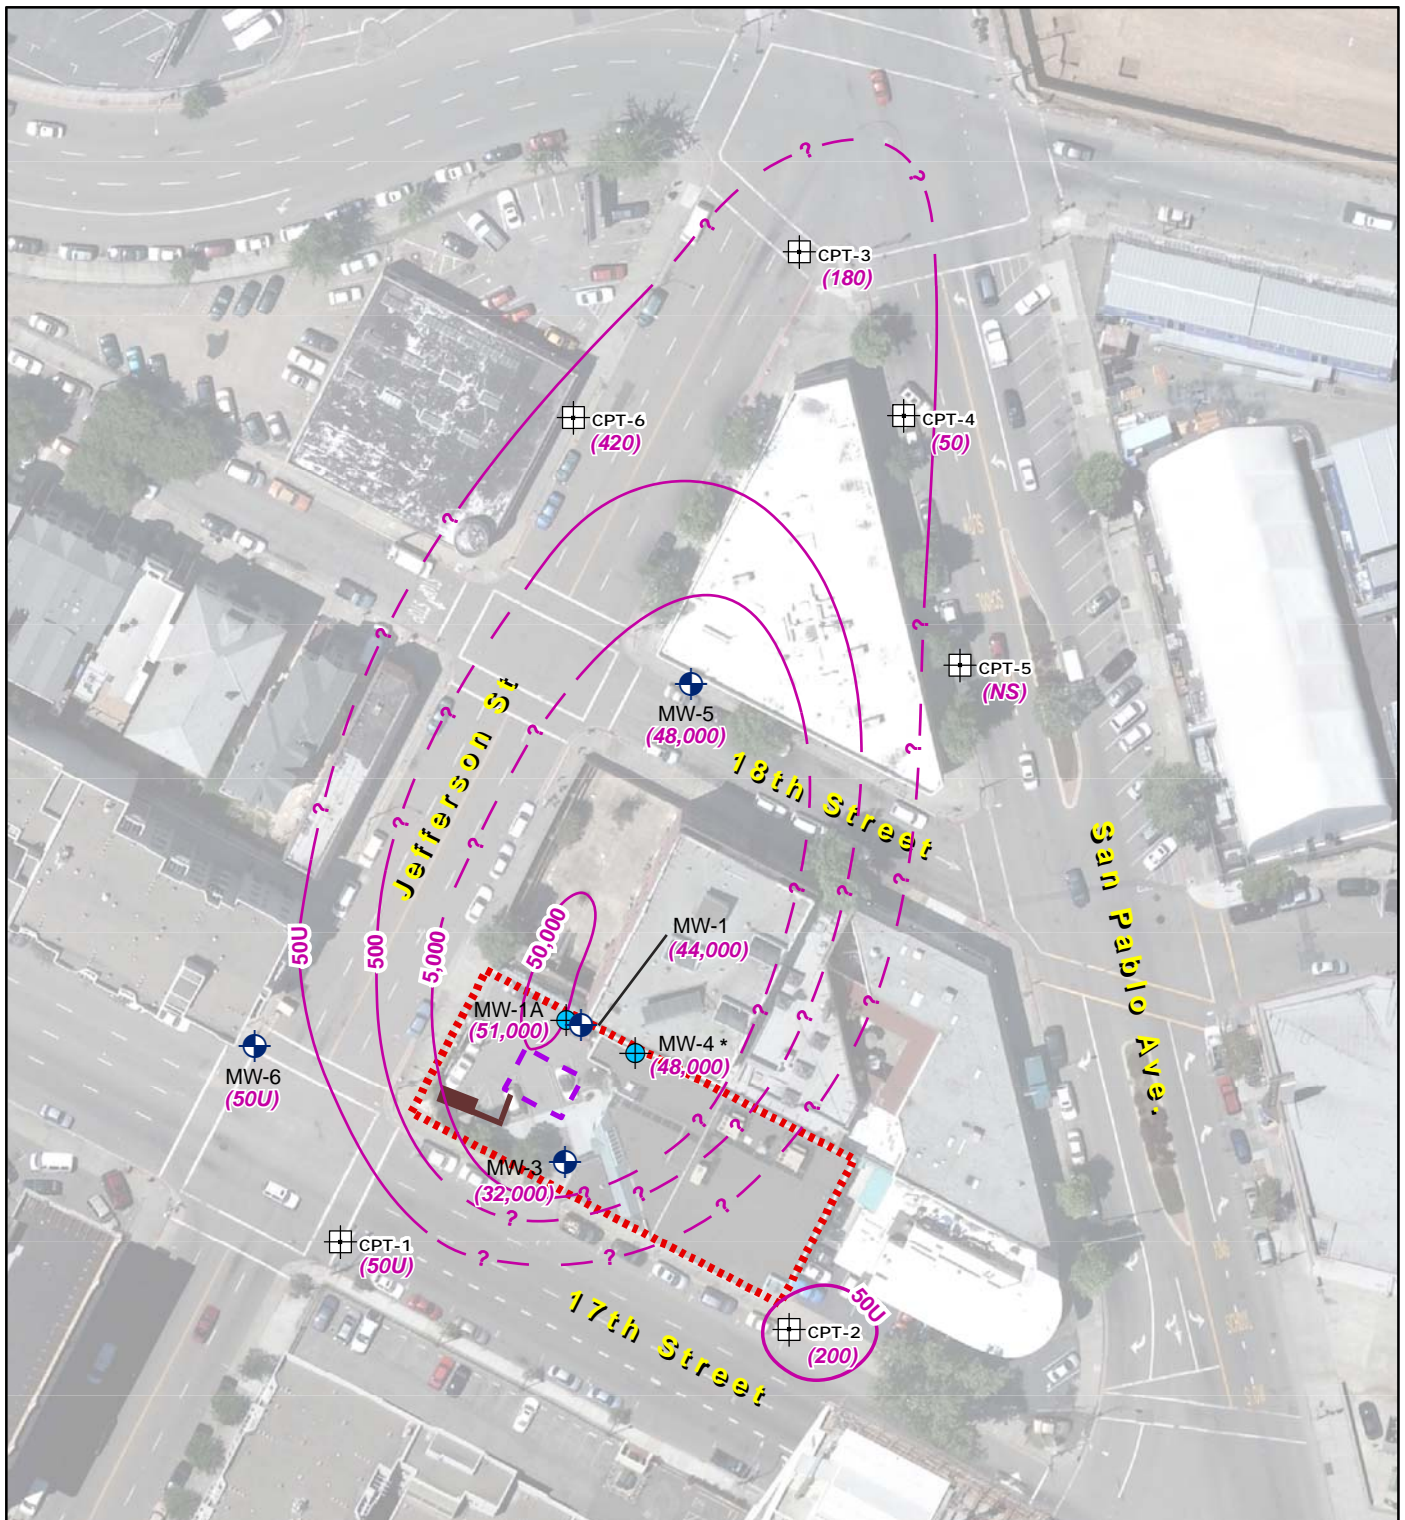 ?
?
?
CPT-3
(180)
CPT-6
(420)
CPT-4
(50)
?
?
?
CPT-5
(NS)
Jefferson St
?
?
MW-5
(48,000)
?
18th Street
?
?
?
San Pablo Ave.
?
?
?
50U
500
5,000
50,000
MW-1
(44,000)
?
MW-1A
(51,000)
MW-4 *
(48,000)
?
?
MW-6
(50U)
?
?
?
MW-3
(32,000)
?
?
?
?
CPT-1
(50U)
?
?
17th Street
50U
CPT-2
(200)